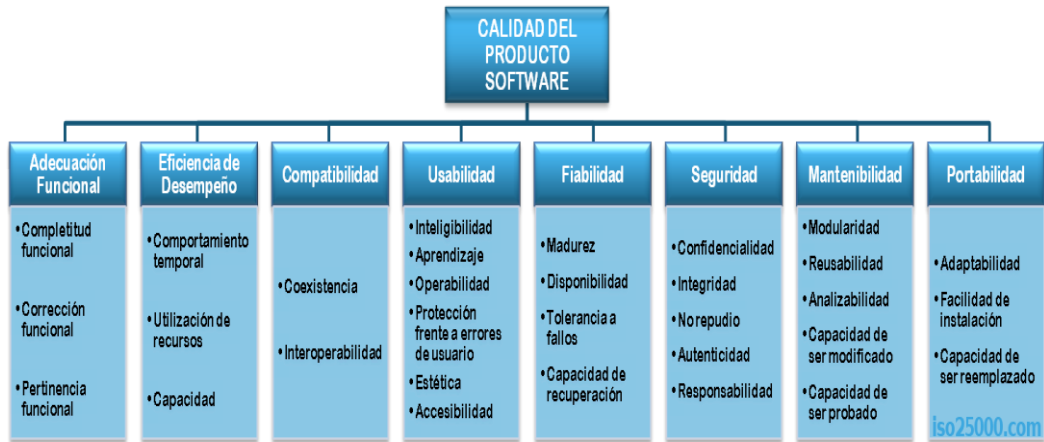 CALIDAD DEL
PRODUCTO
SOFTWARE
Adecuación
Funcional
•Completitud
funcional
•Corrección
funcional
•Pertinencia
funcional
Eficiencia de
Desempeño
•Comportamiento
temporal
•Utilización de
recursos
•Capacidad
Compatibilidad
•Coexistencia
•Interoperabilidad
Usabilidad
•Inteligibilidad
•Aprendizaje
•Operabilidad
•Protección
frente a errores
de usuario
•Estética
•Accesibilidad
Fiabilidad
•Madurez
•Disponibilidad
•Tolerancia a
fallos
•Capacidad de
recuperación
Seguridad
•Confidencialidad
•Integridad
•No repudio
•Autenticidad
•Responsabilidad
Mantenibilidad
•Modularidad
•Reusabilidad
•Analizabilidad
•Capacidad de
ser modificado
•Capacidad de
ser probado
Portabilidad
•Adaptabilidad
•Facilidad de
instalación
•Capacidad de
ser reemplazado
iso25000.com